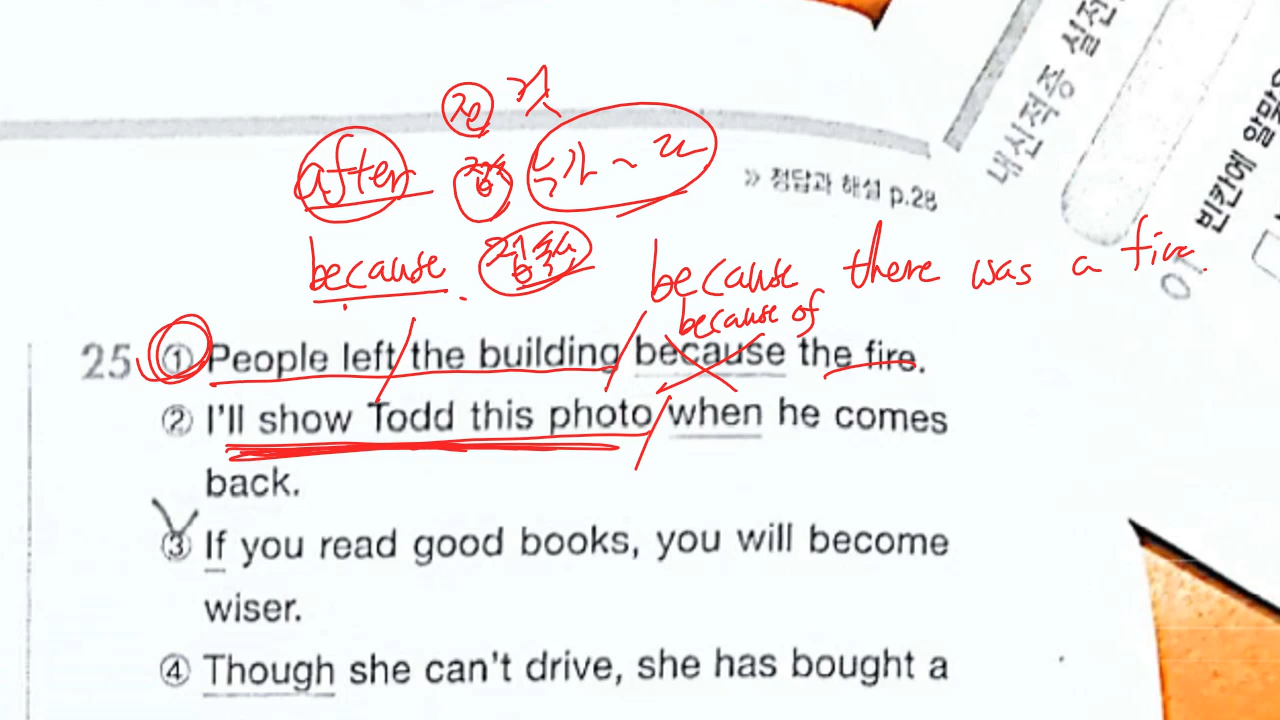 전
after 접 누가 ~ 다
» 정답과 해설 p.28
내신적중 실전
빈칸에 알맞은
01
because 접속사
because there was a fire.
because of
25 ① People left the building because the fire.
② I'll show Todd this photo when he comes
back.
③ If you read good books, you will become
wiser.
④ Though she can't drive, she has bought a